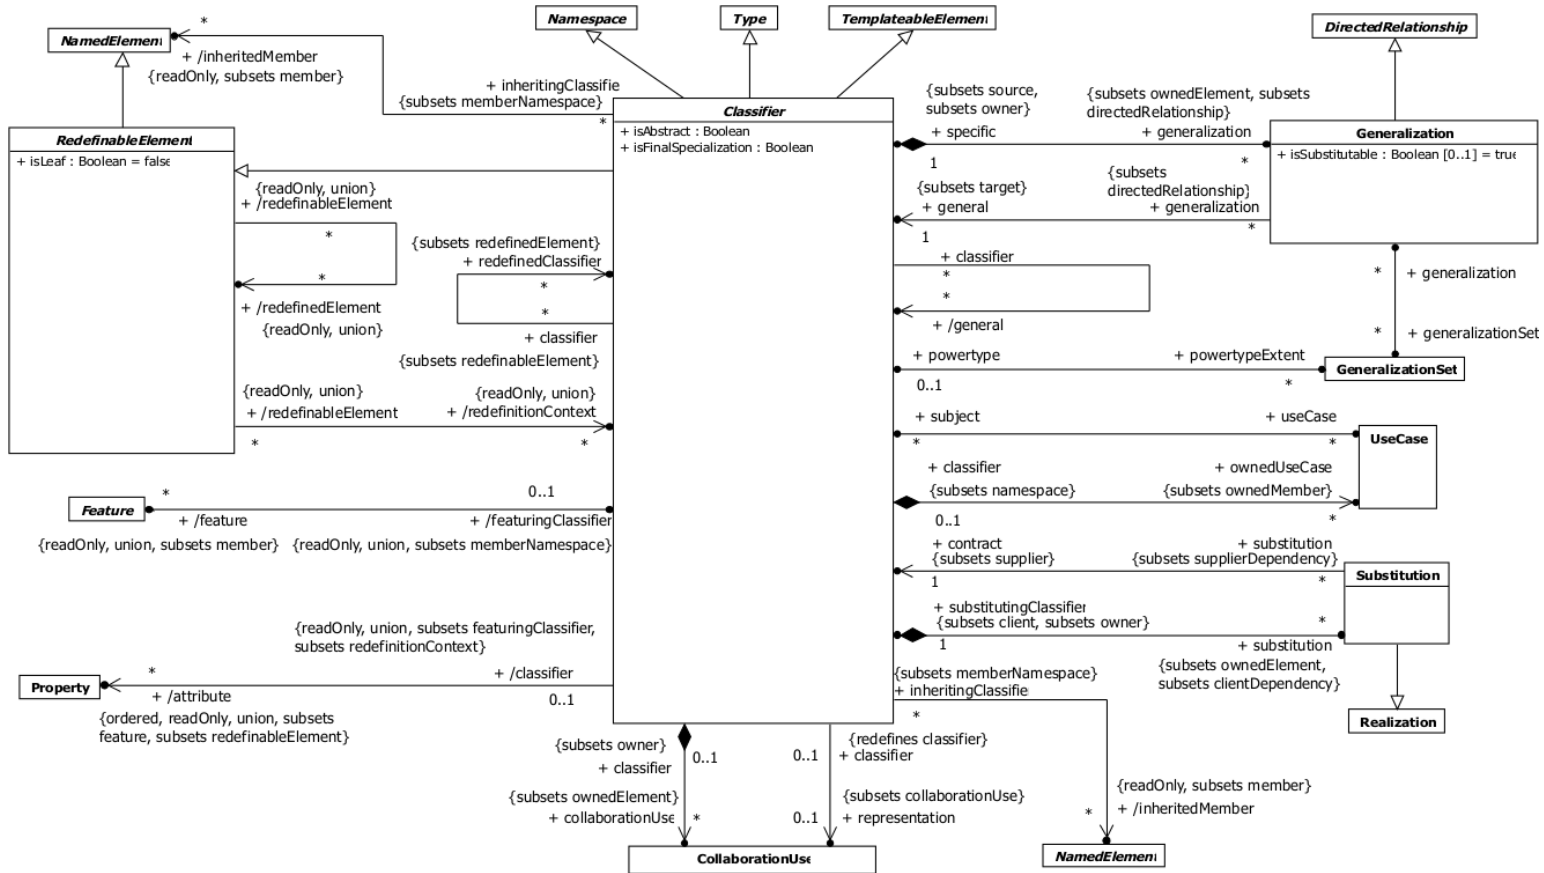 Namespace
Type
TemplateableElement
DirectedRelationship
NamedElement
*
+ /inheritedMember
{readOnly, subsets member}
+ inheritingClassifie
{subsets memberNamespace}
*
RedefinableElement
+ isLeaf : Boolean = false
Classifier
+ isAbstract : Boolean
+ isFinalSpecialization : Boolean
{subsets source,
subsets owner}
+ specific
1
{subsets ownedElement, subsets
directedRelationship}
+ generalization
*
Generalization
+ isSubstitutable : Boolean [0..1] = true
{subsets target}
+ general
1
{subsets
directedRelationship}
+ generalization
*
{readOnly, union}
+ /redefinableElement
*
*
+ /redefinedElement
{readOnly, union}
{subsets redefinedElement}
+ redefinedClassifier
*
*
+ classifier
{subsets redefinableElement}
+ classifier
*
*
+ /general
*
+ generalization
*
+ generalizationSet
GeneralizationSet
+ powertype
0..1
+ powertypeExtent
*
{readOnly, union}
+ /redefinableElement
*
{readOnly, union}
+ /redefinitionContext
*
+ subject
*
+ useCase
*
UseCase
+ classifier
{subsets namespace}
0..1
+ ownedUseCase
{subsets ownedMember}
*
Feature
*
+ /feature
{readOnly, union, subsets member}
0..1
+ /featuringClassifier
{readOnly, union, subsets memberNamespace}
+ contract
{subsets supplier}
1
+ substitution
{subsets supplierDependency}
*
Substitution
+ substitutingClassifier
{subsets client, subsets owner}
1
*
+ substitution
{subsets ownedElement,
subsets clientDependency}
Realization
{readOnly, union, subsets featuringClassifier,
subsets redefinitionContext}
+ /classifier
0..1
Property
*
+ /attribute
{ordered, readOnly, union, subsets
feature, subsets redefinableElement}
{subsets memberNamespace}
+ inheritingClassifie
*
{readOnly, subsets member}
+ /inheritedMember
*
NamedElement
{subsets owner}
0..1
+ classifier
{subsets ownedElement}
+ collaborationUse
*
{redefines classifier}
0..1
+ classifier
{subsets collaborationUse}
0..1
+ representation
CollaborationUse